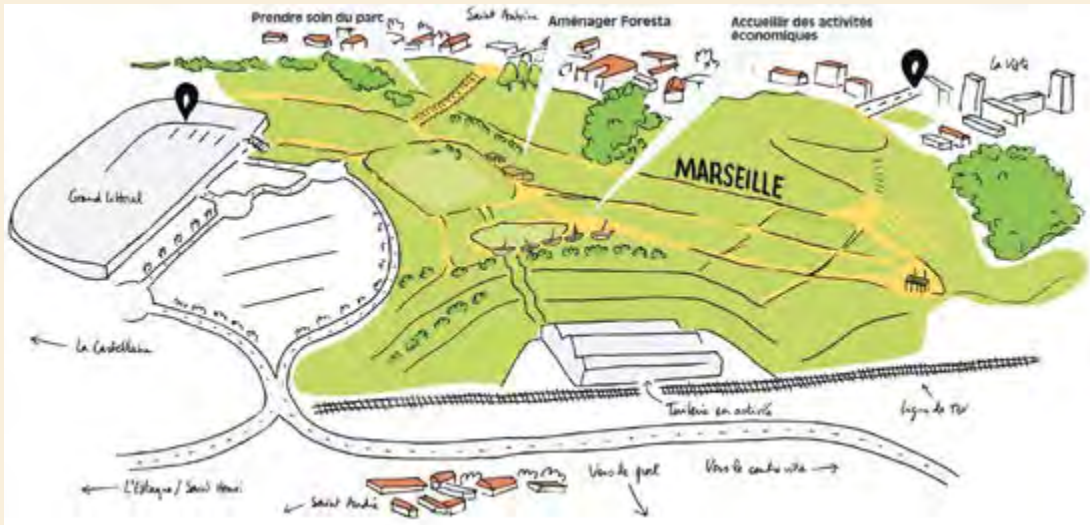 Prendre soin du parc
Saint Antoine
Aménager Foresta
Accueillir des activités
économiques
La Viste
Grand Littoral
MARSEILLE
La Castellane
Tuilerie en activité
Ligne de TER
L'Estaque / Saint Henri
Saint André
Vers le port
Vers le centre ville